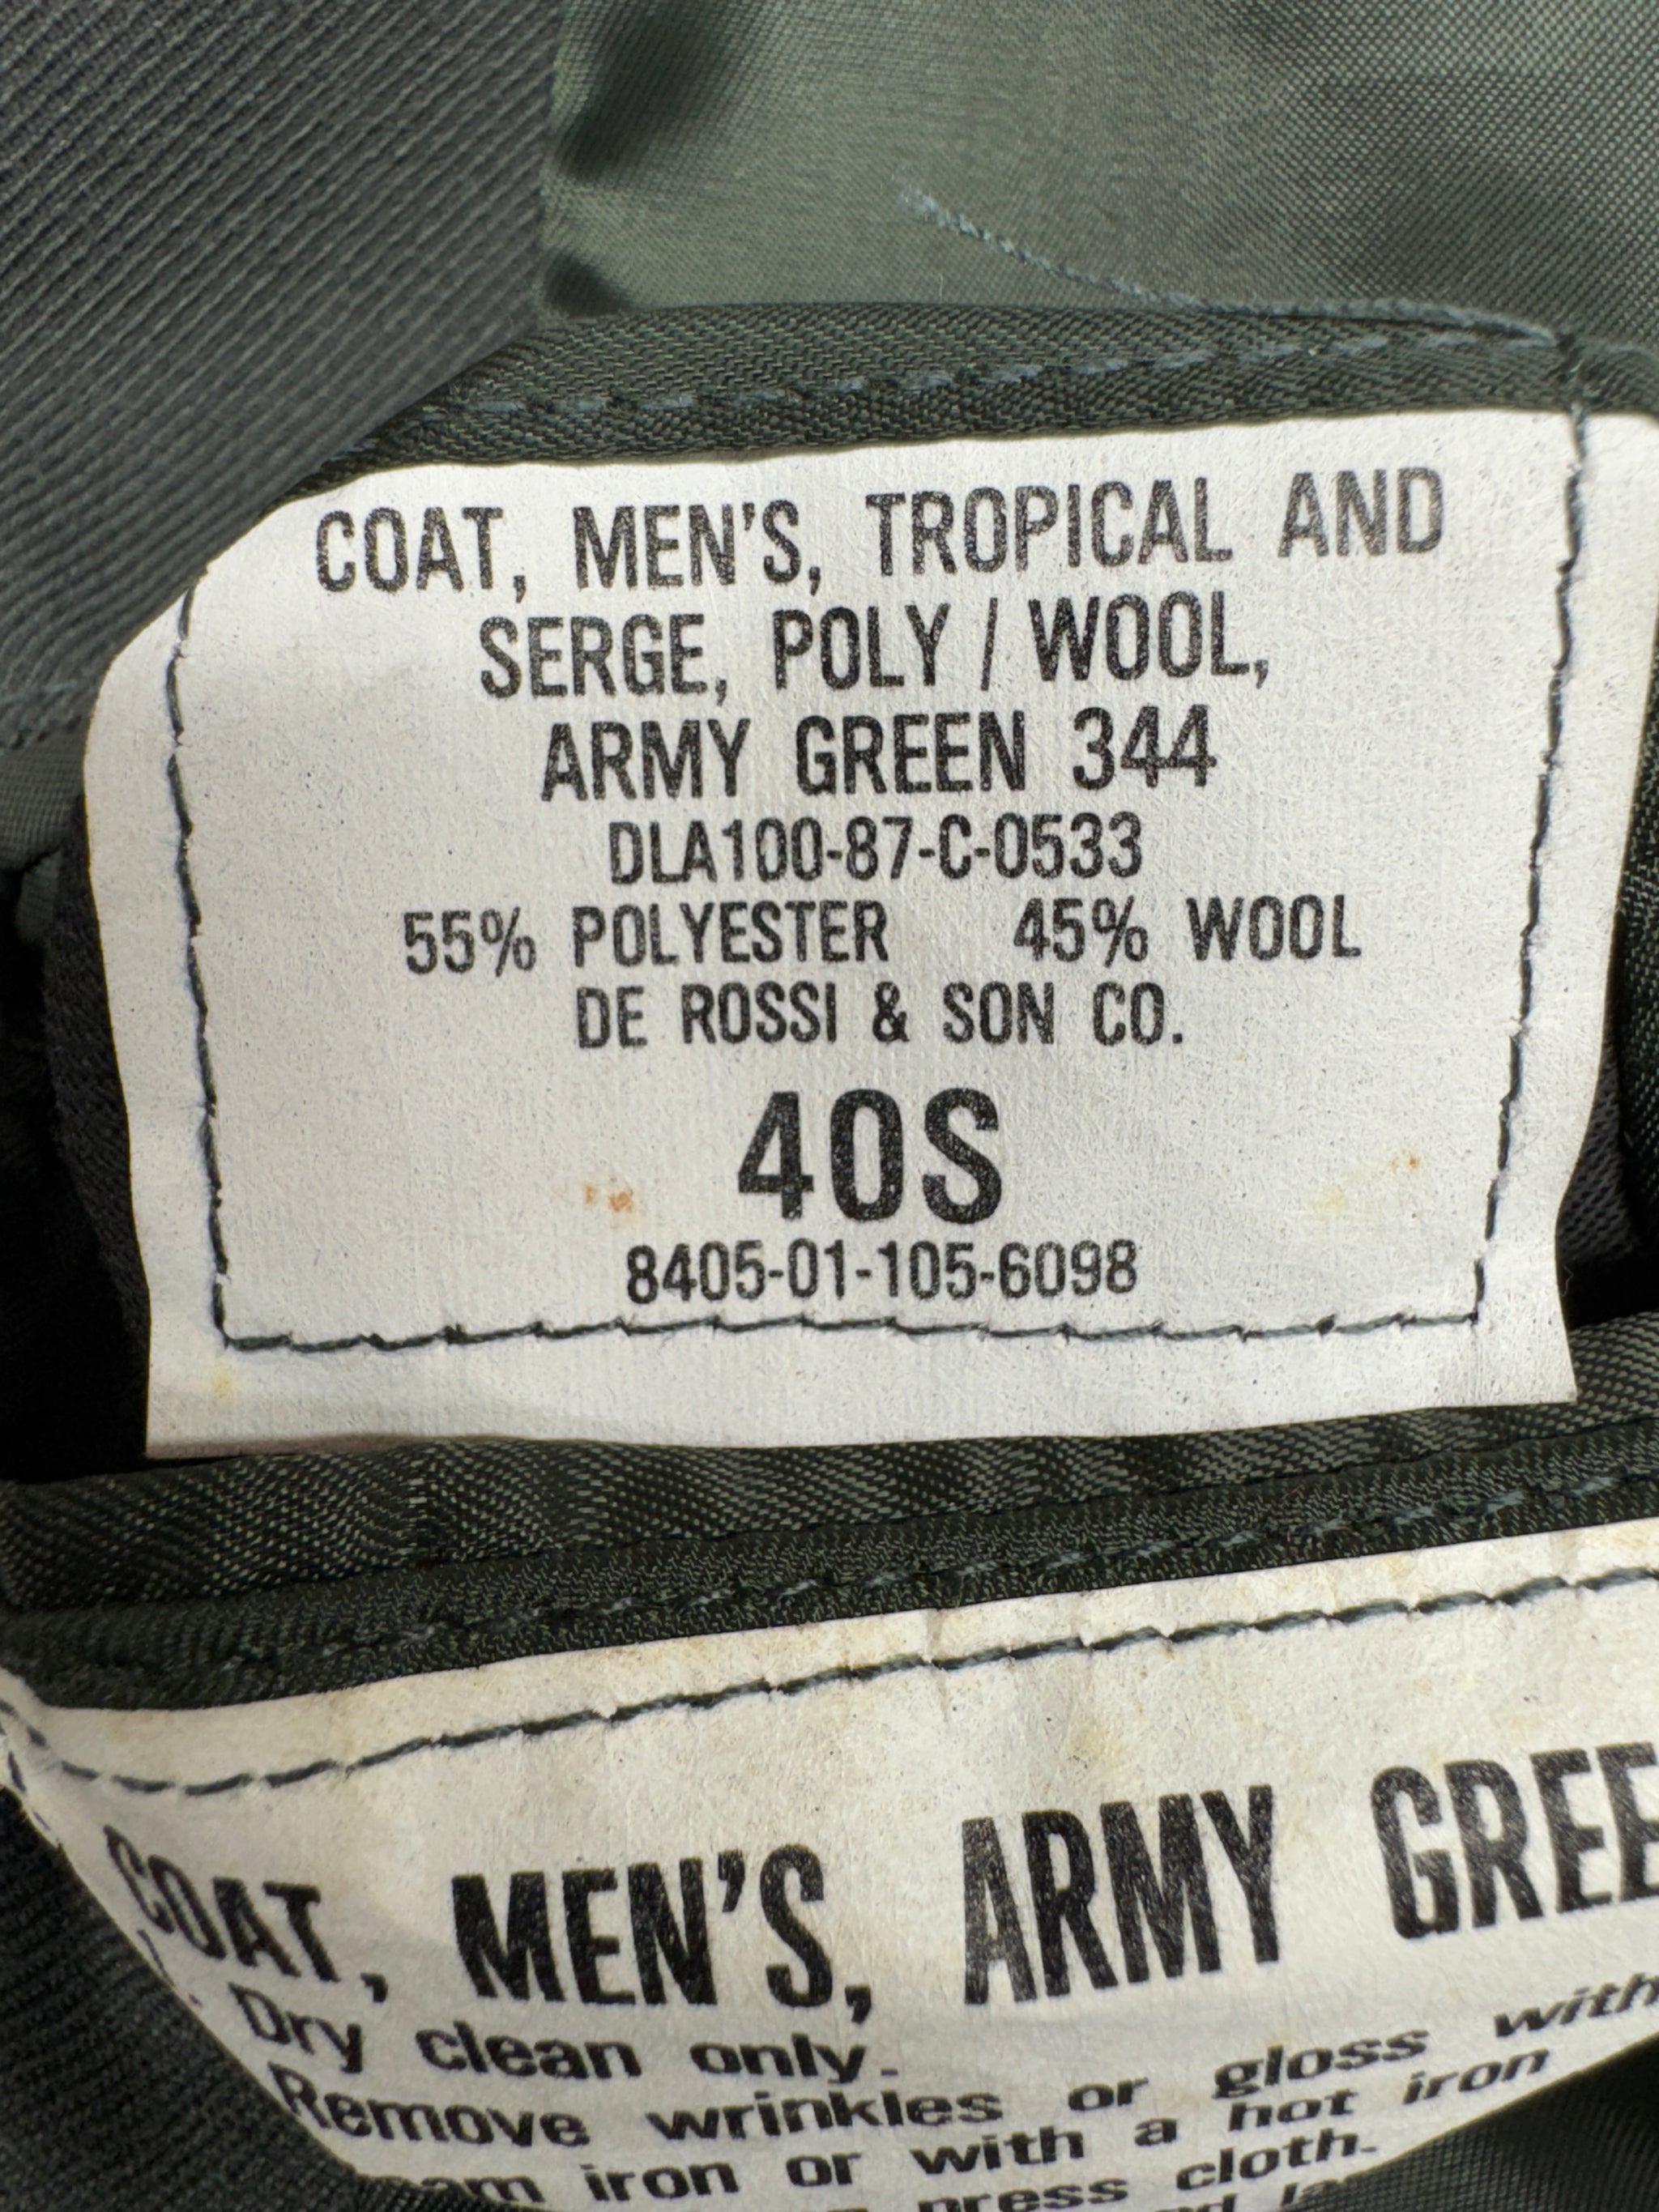 COAT, MEN'S, TROPICAL AND
SERGE, POLY / WOOL,
ARMY GREEN 344
DLA100-87-C-0533
55% POLYESTER 45% WOOL
DE ROSSI & SON CO.
40S
8405-01-105-6098
COAT, MEN'S, ARMY GREE
Dry clean only.
Remove wrinkles or gloss with
iron or with a hot iron
press cloth.